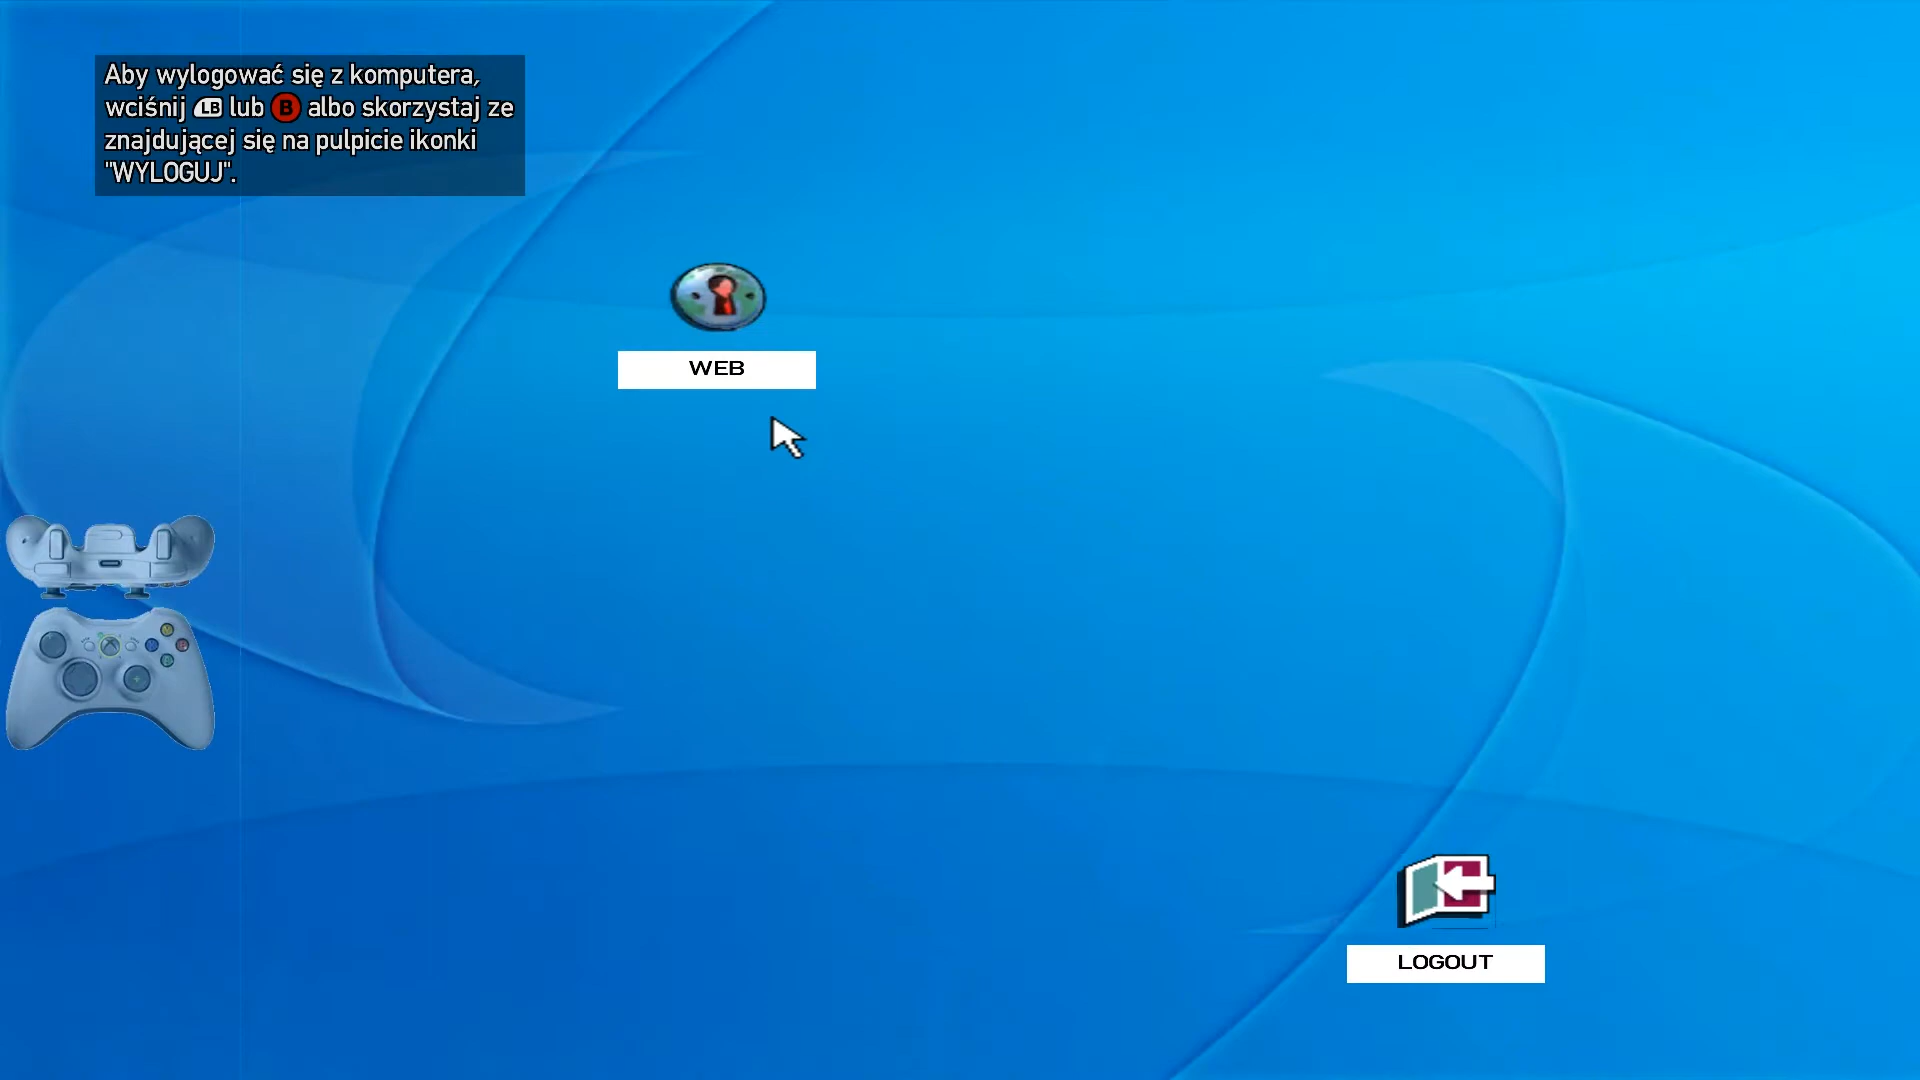 Aby wylogować się z komputera,
wciśnij LB lub B albo skorzystaj ze
znajdującej się na pulpicie ikonki
"WYLOGUJ".
WEB
LOGOUT